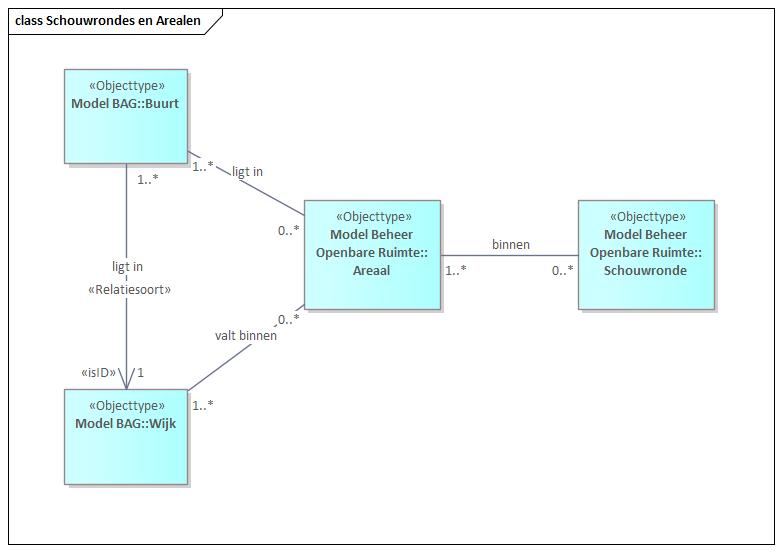 class Schouwrondes en Arealen
«Objecttype»
Model BAG::Buurt
1..*
1..*
ligt in
0..*
«Objecttype»
Model Beheer
Openbare Ruimte::
Areaal
binnen
1..*
0..*
«Objecttype»
Model Beheer
Openbare Ruimte::
Schouwronde
ligt in
«Relatiesoort»
0..*
valt binnen
«isID»
1
1..*
«Objecttype»
Model BAG::Wijk